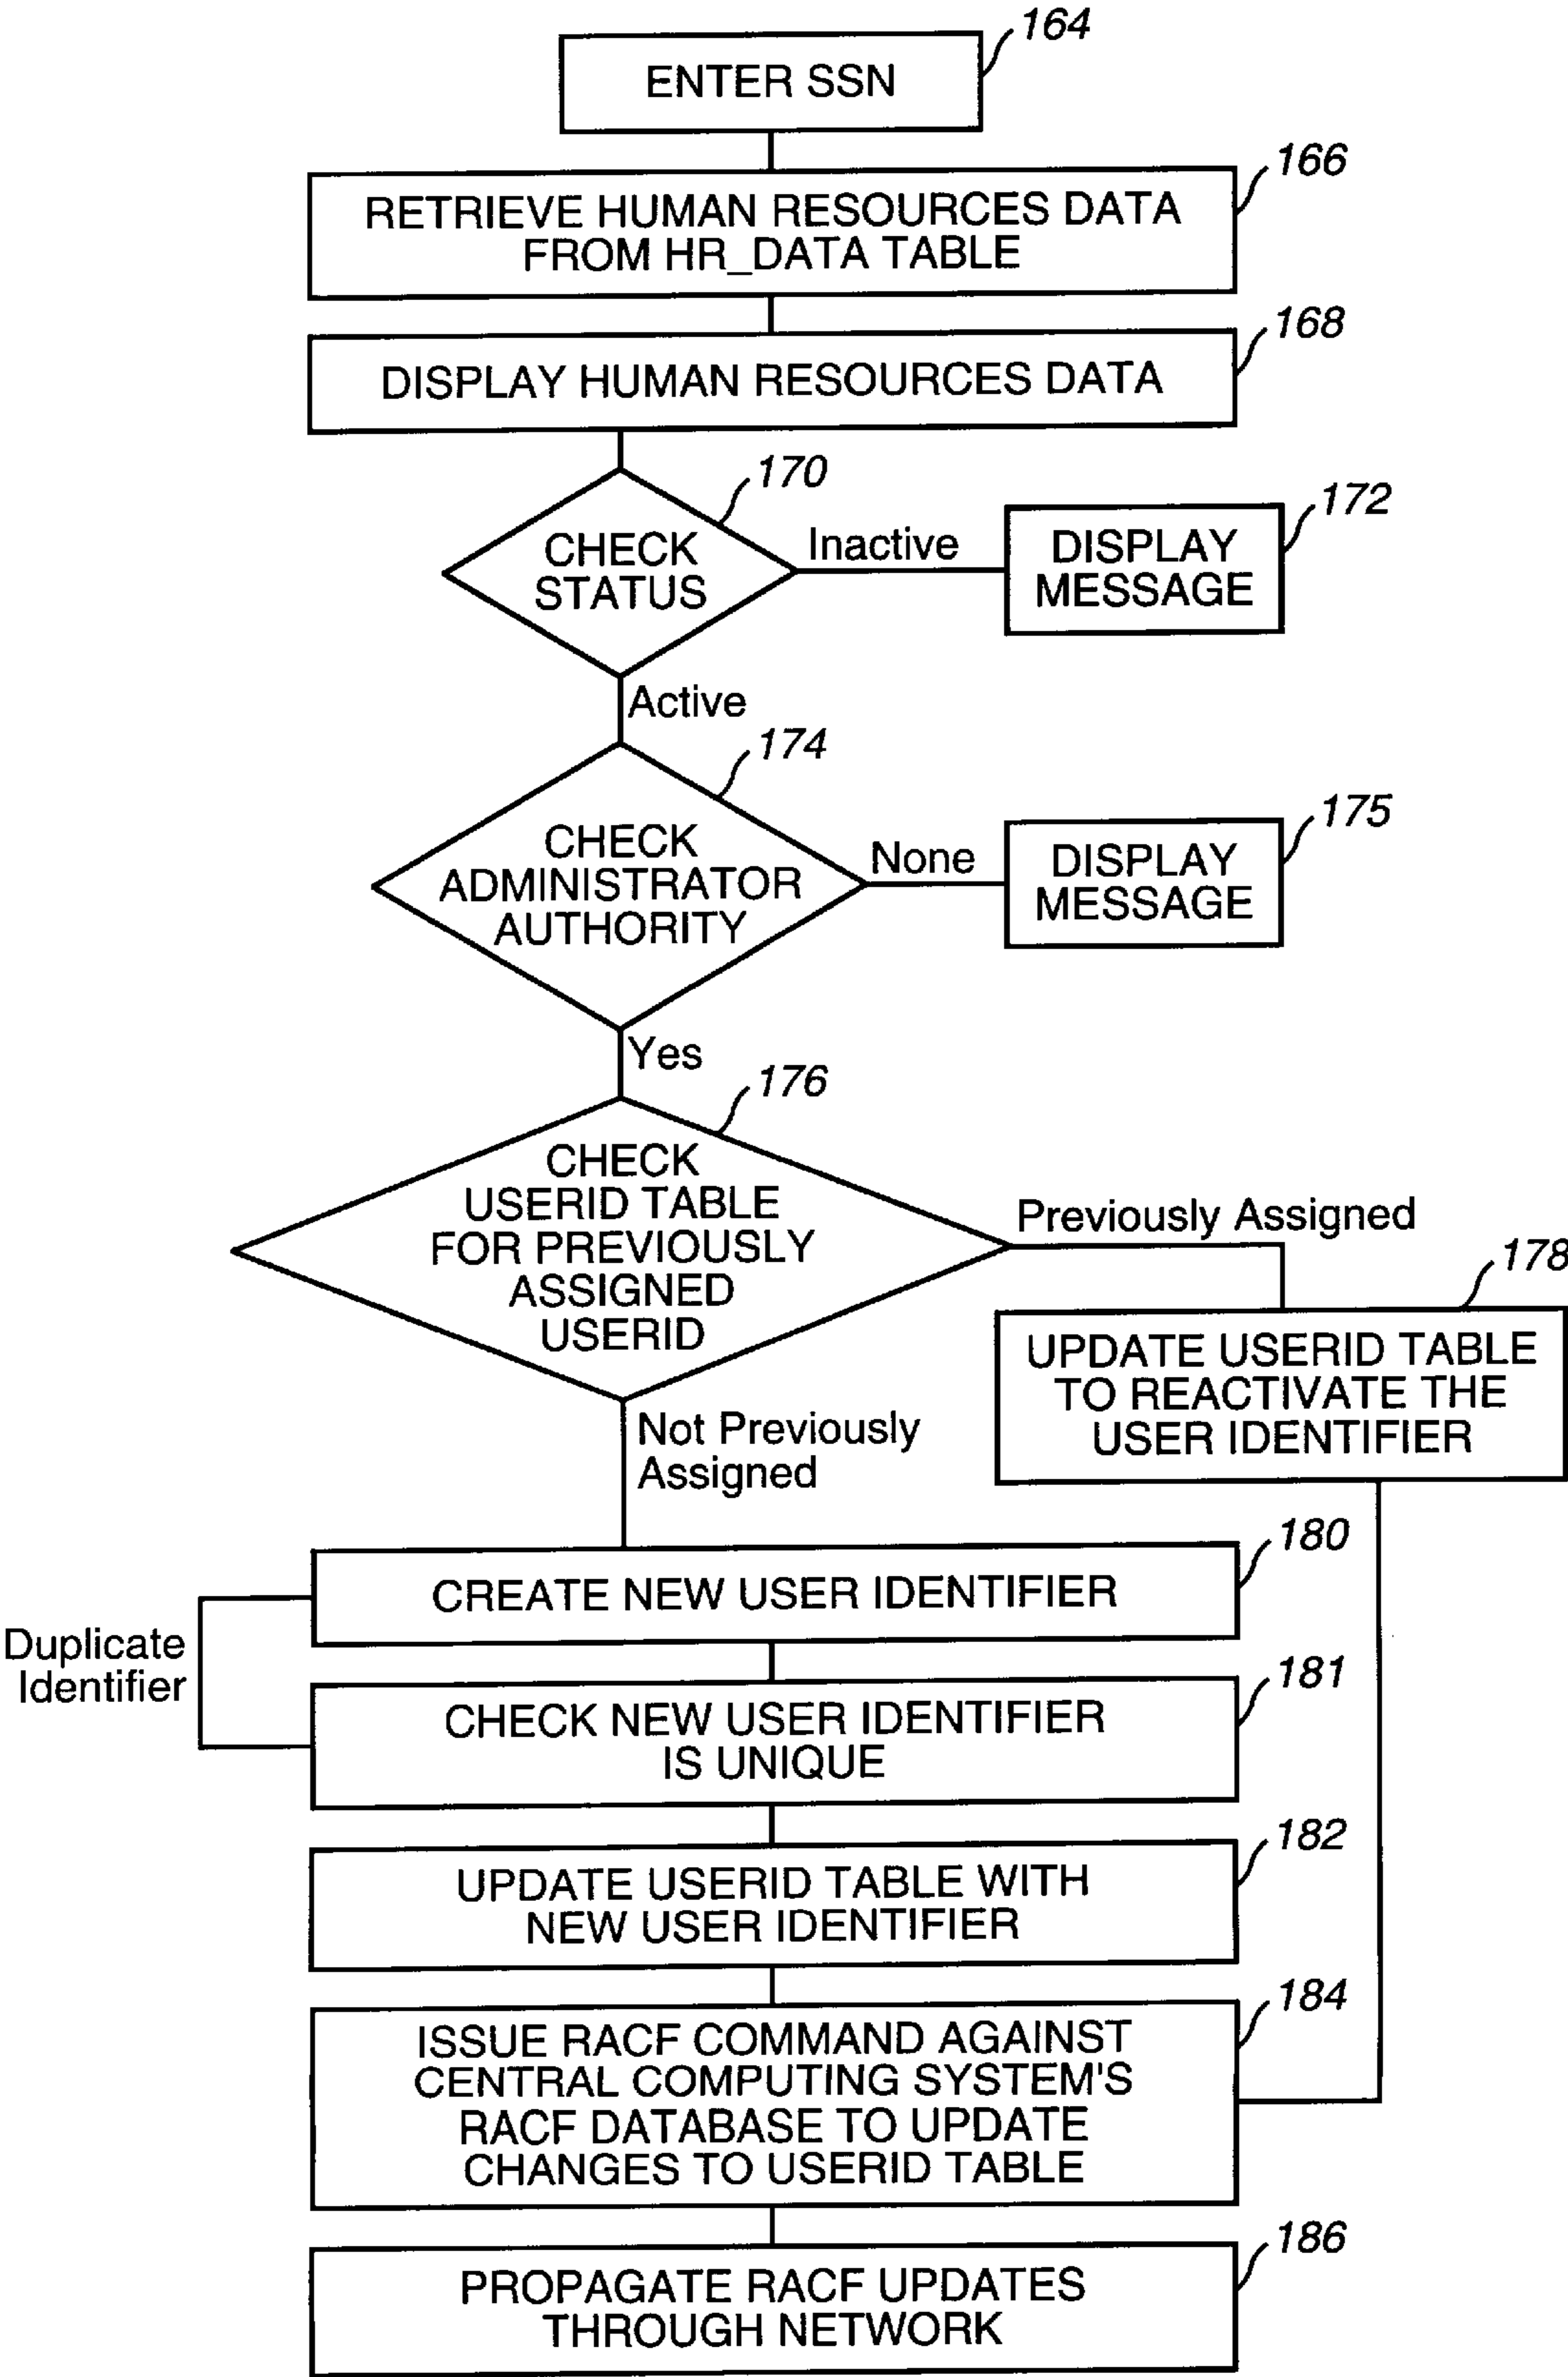 164
ENTER SSN
166
RETRIEVE HUMAN RESOURCES DATA
FROM HR_DATA TABLE
168
DISPLAY HUMAN RESOURCES DATA
170
CHECK
STATUS
Inactive
172
DISPLAY
MESSAGE
Active
174
CHECK
ADMINISTRATOR
AUTHORITY
None
175
DISPLAY
MESSAGE
Yes
176
CHECK
USERID TABLE
FOR PREVIOUSLY
ASSIGNED
USERID
Previously Assigned
178
UPDATE USERID TABLE
TO REACTIVATE THE
USER IDENTIFIER
Not Previously
Assigned
180
CREATE NEW USER IDENTIFIER
Duplicate
Identifier
181
CHECK NEW USER IDENTIFIER
IS UNIQUE
182
UPDATE USERID TABLE WITH
NEW USER IDENTIFIER
184
ISSUE RACF COMMAND AGAINST
CENTRAL COMPUTING SYSTEM'S
RACF DATABASE TO UPDATE
CHANGES TO USERID TABLE
186
PROPAGATE RACF UPDATES
THROUGH NETWORK